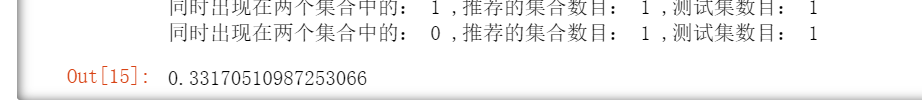 同时出现在两个集合中的： 1 ,推荐的集合数目： 1 ,测试集数目： 1
同时出现在两个集合中的： 0 ,推荐的集合数目： 1 ,测试集数目： 1
Out[15]: 0.33170510987253066